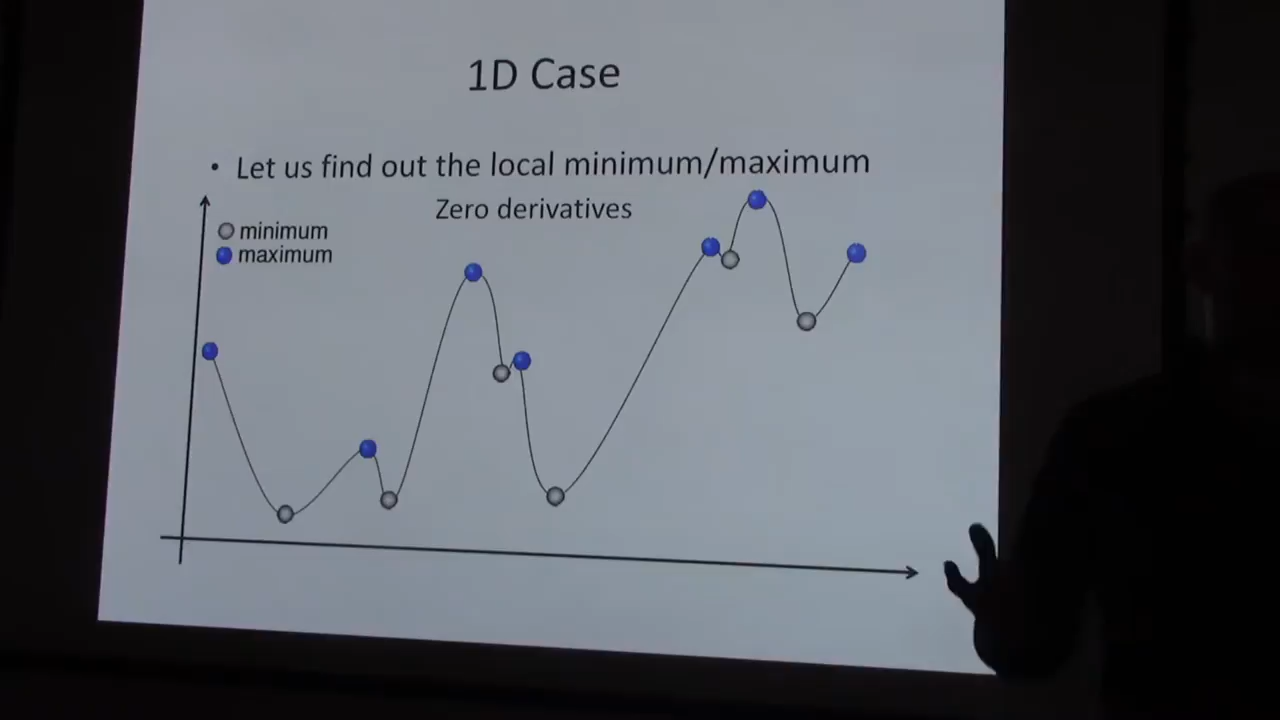 1D Case
• Let us find out the local minimum/maximum
Zero derivatives
minimum
maximum